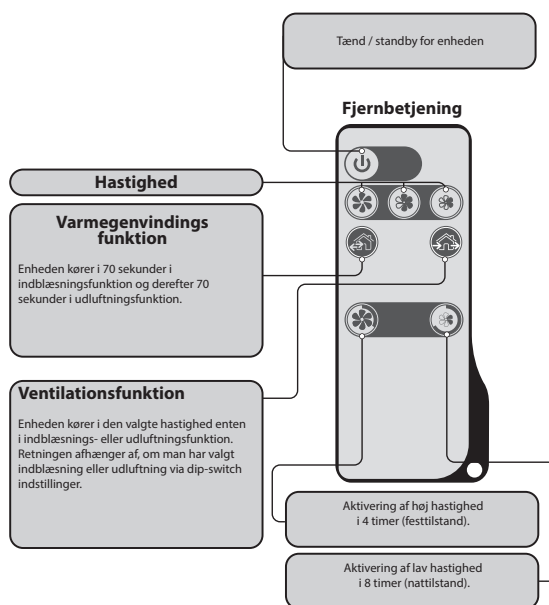 Tænd / standby for enheden
Fjernbetjening
Hastighed
Varmegenvindings
funktion
Enheden kører i 70 sekunder i
indblæsningsfunktion og derefter 70
sekunder i udluftningsfunktion.
Ventilationsfunktion
Enheden kører i den valgte hastighed enten
i indblæsnings- eller udluftningsfunktion.
Retningen afhænger af, om man har valgt
indblæsning eller udluftning via dip-switch
indstillinger.
Aktivering af høj hastighed
i 4 timer (festtilstand).
Aktivering af lav hastighed
i 8 timer (nattilstand).